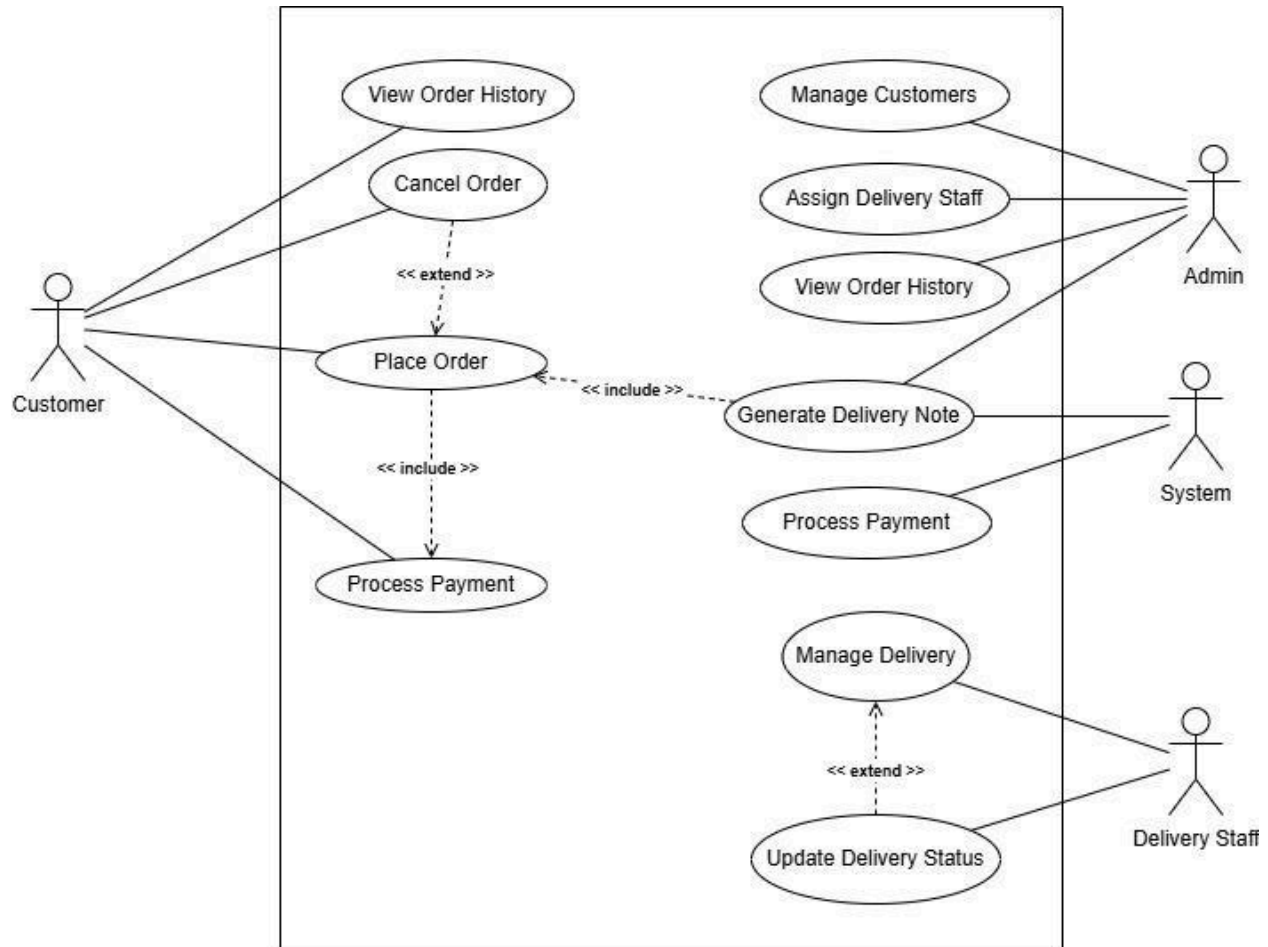 View Order History
Manage Customers
Cancel Order
Assign Delivery Staff
<< extend >>
View Order History
Admin
Customer
Place Order
<< include >>
Generate Delivery Note
<< include >>
System
Process Payment
Process Payment
Manage Delivery
<< extend >>
Delivery Staff
Update Delivery Status